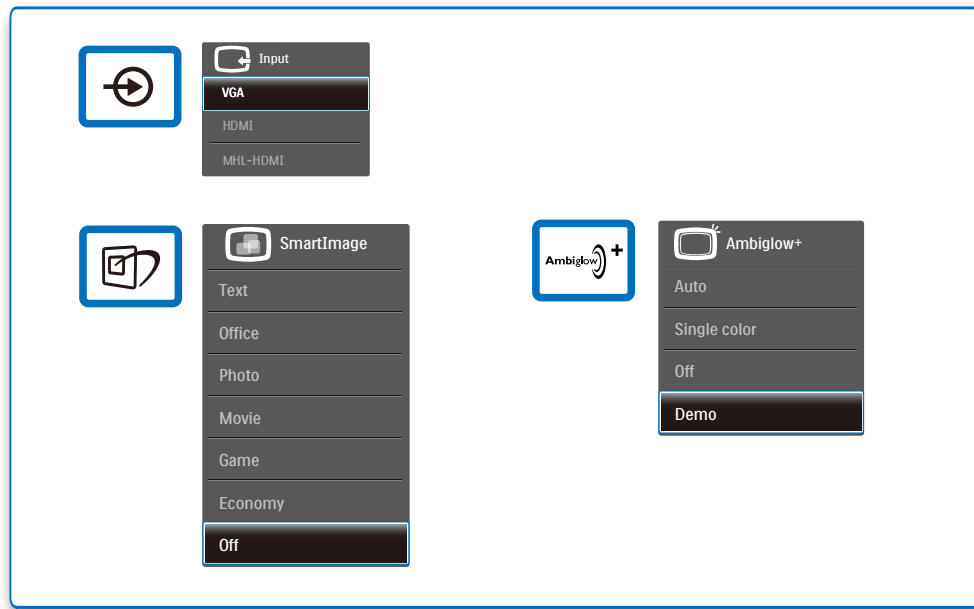 Input
VGA
HDMI
MHL-HDMI
SmartImage
Text
Office
Photo
Movie
Game
Economy
Off
Ambiglow +
Ambiglow+
Auto
Single color
Off
Demo